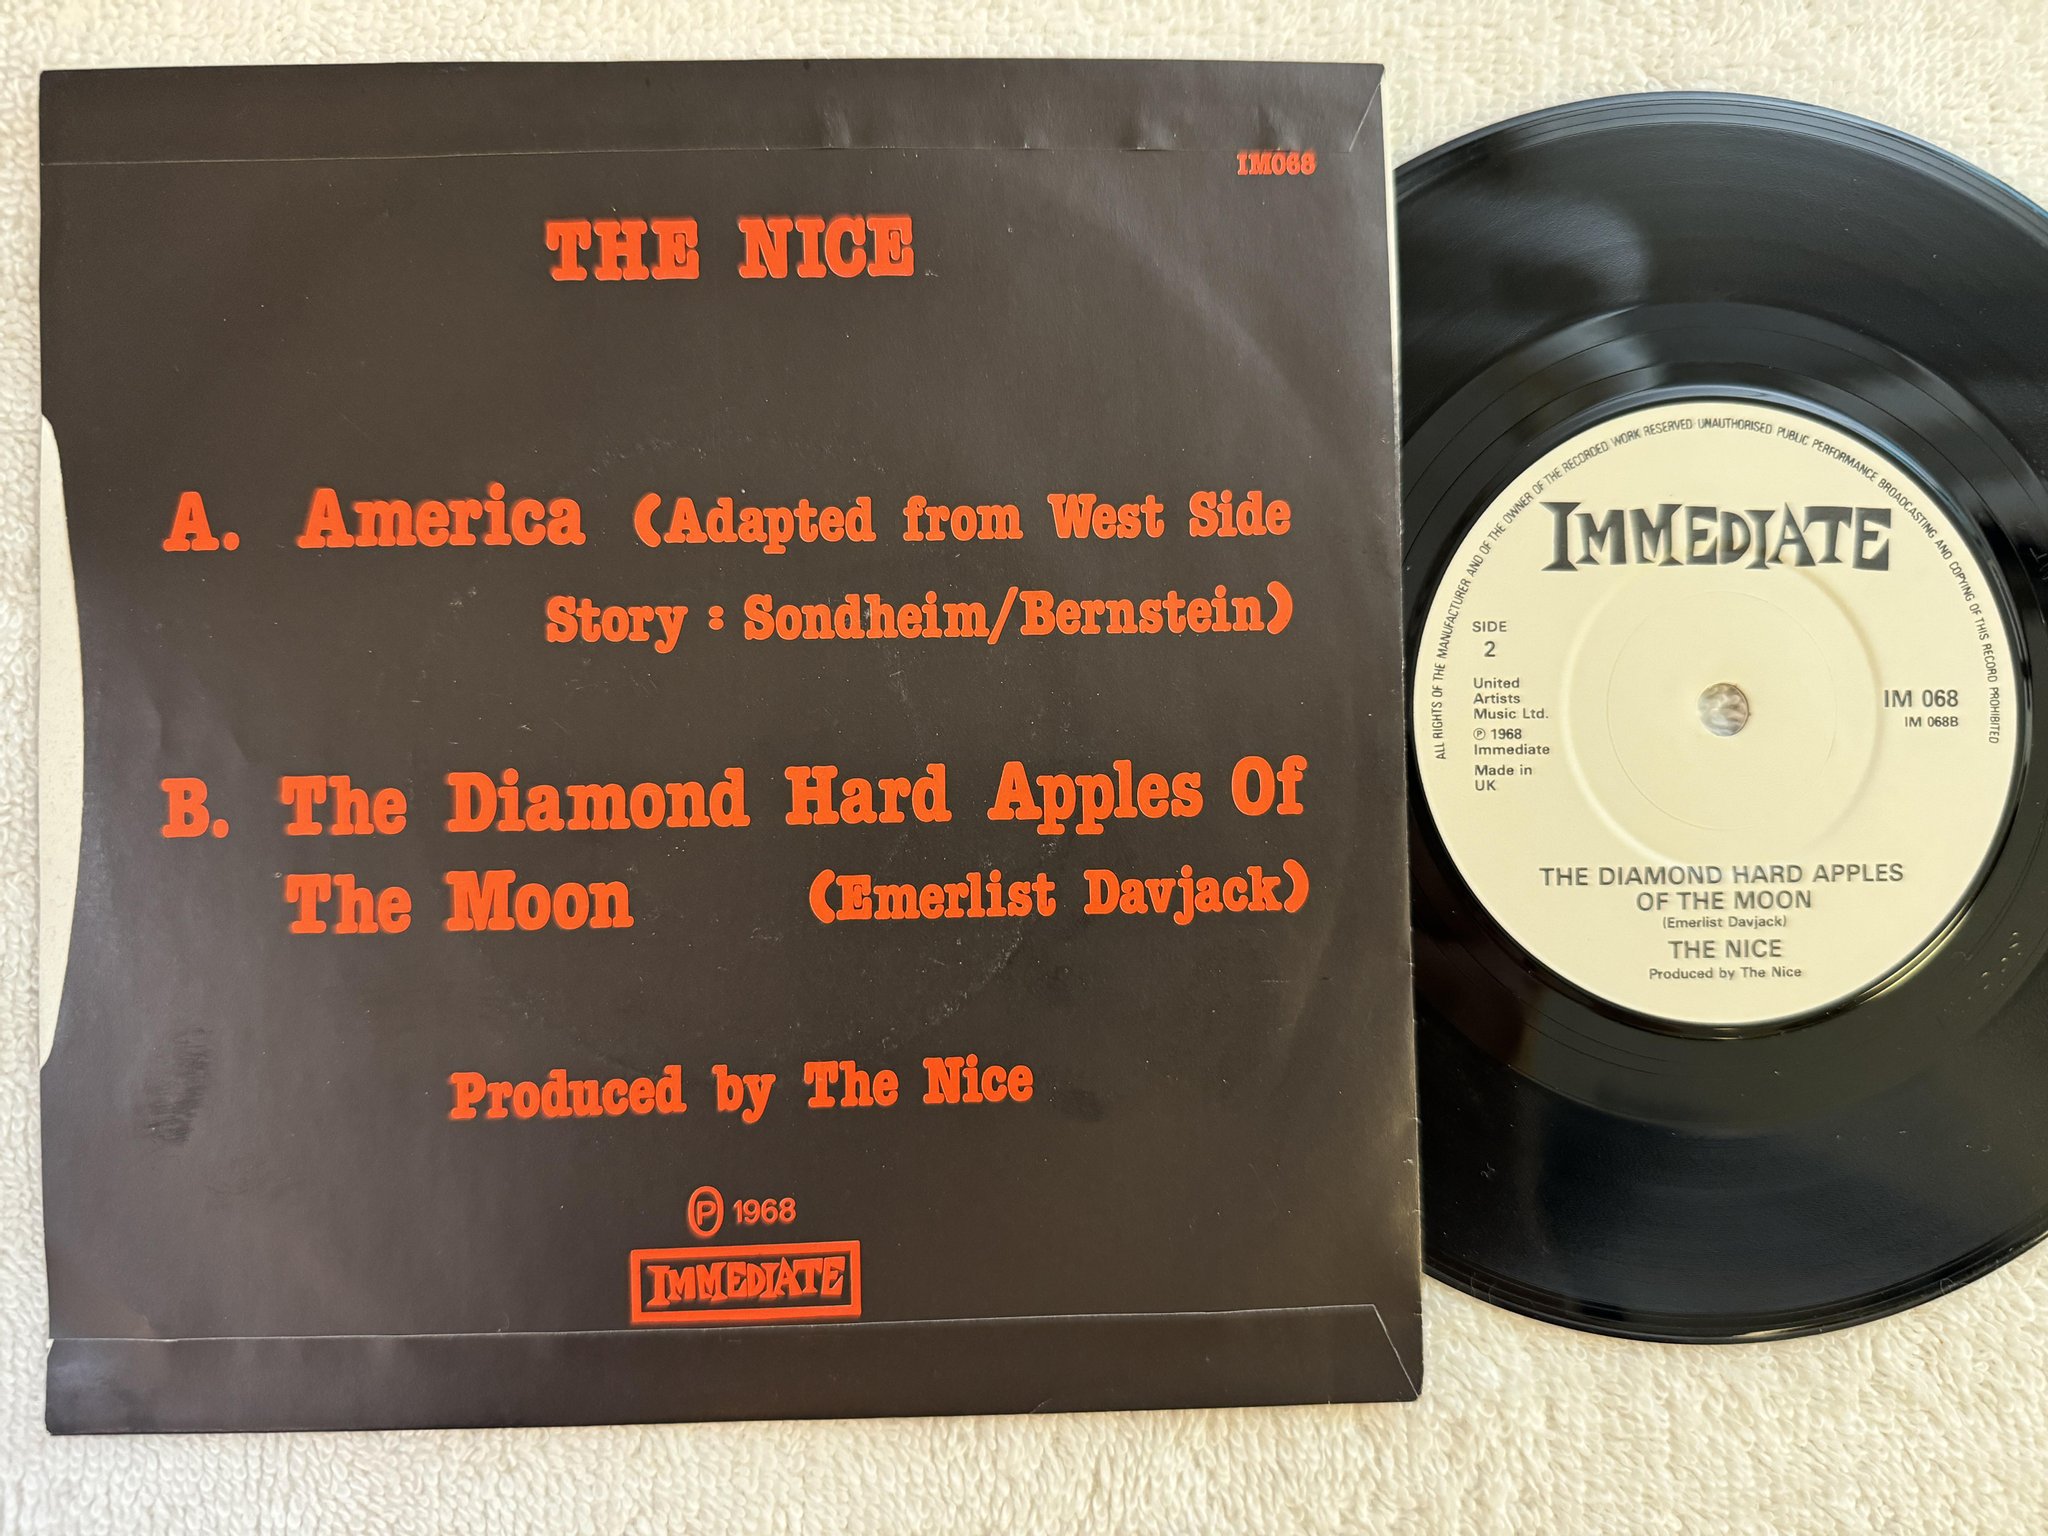 IM068
THE NICE
A. America (Adapted from West Side
Story : Sondheim/Bernstein)
B. The Diamond Hard Apples Of
The Moon (Emerlist Davjack)
Produced by The Nice
℗ 1968
IMMEDIATE
ALL RIGHTS OF THE MANUFACTURER AND OF THE OWNER OF THE RECORDED WORK RESERVED UNAUTHORISED PUBLIC PERFORMANCE BROADCASTING AND COPYING OF THIS RECORD PROHIBITED
IMMEDIATE
SIDE
2
United
Artists
Music Ltd.
℗ 1968
Immediate
Made in
UK
IM 068
IM 068B
THE DIAMOND HARD APPLES
OF THE MOON
(Emerlist Davjack)
THE NICE
Produced by The Nice